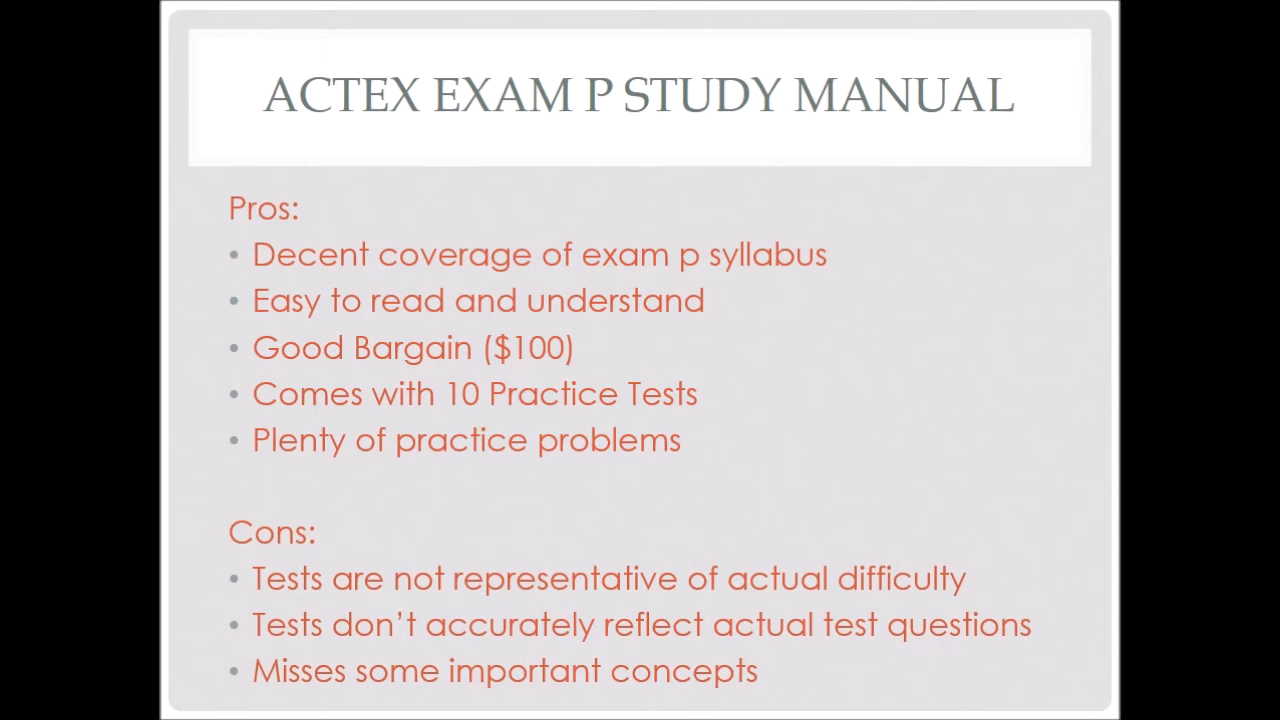 ACTEX EXAM P STUDY MANUAL
Pros:
• Decent coverage of exam p syllabus
• Easy to read and understand
• Good Bargain ($100)
• Comes with 10 Practice Tests
• Plenty of practice problems
Cons:
• Tests are not representative of actual difficulty
• Tests don’t accurately reflect actual test questions
• Misses some important concepts